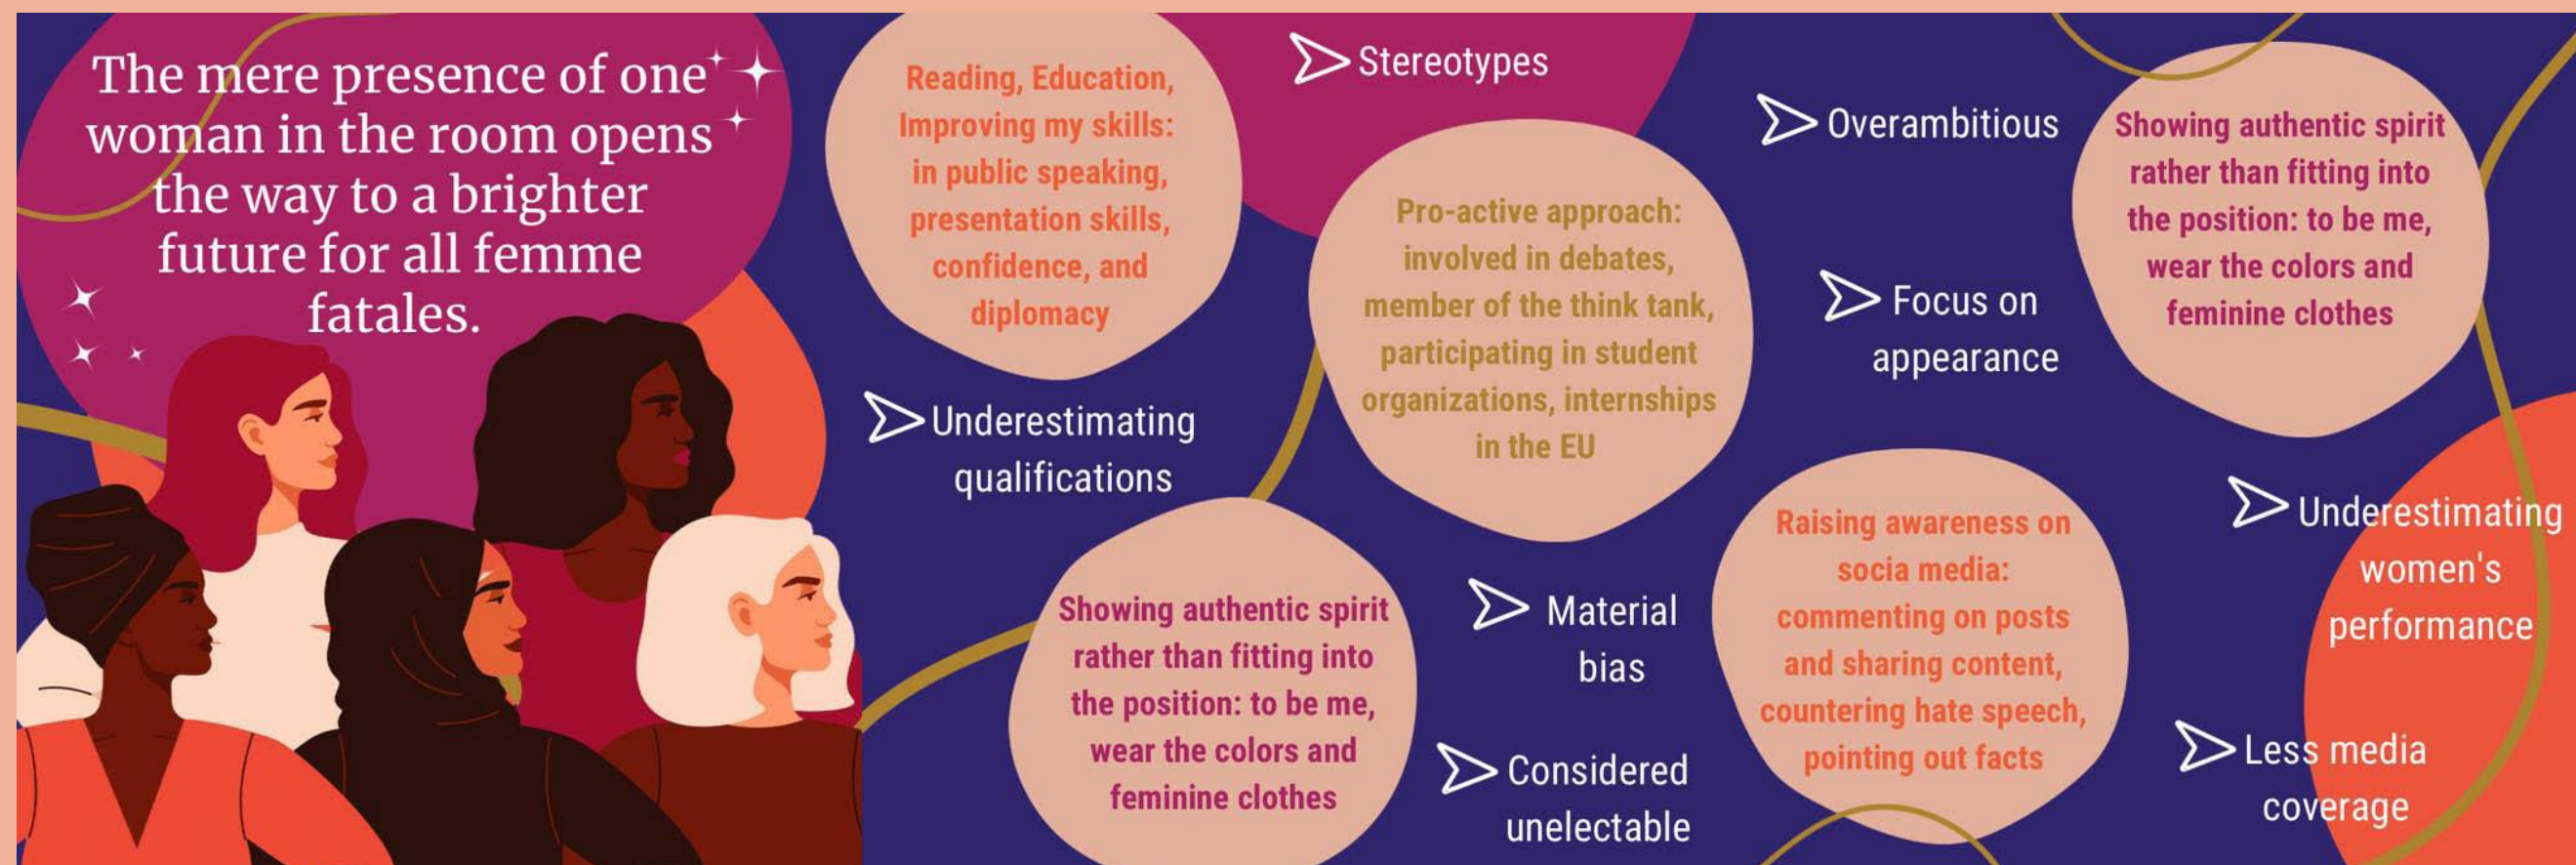 The mere presence of one
woman in the room opens
the way to a brighter
future for all femme
fatales.
Reading, Education,
Improving my skills:
in public speaking,
presentation skills,
confidence, and
diplomacy
Underestimating
qualifications
Showing authentic spirit
rather than fitting into
the position: to be me,
wear the colors and
feminine clothes
Stereotypes
Pro-active approach:
involved in debates,
member of the think tank,
participating in student
organizations, internships
in the EU
Material
bias
Considered
unelectable
Overambitious
Focus on
appearance
Raising awareness on
socia media:
commenting on posts
and sharing content,
countering hate speech,
pointing out facts
Showing authentic spirit
rather than fitting into
the position: to be me,
wear the colors and
feminine clothes
Underestimating
women's
performance
Less media
coverage